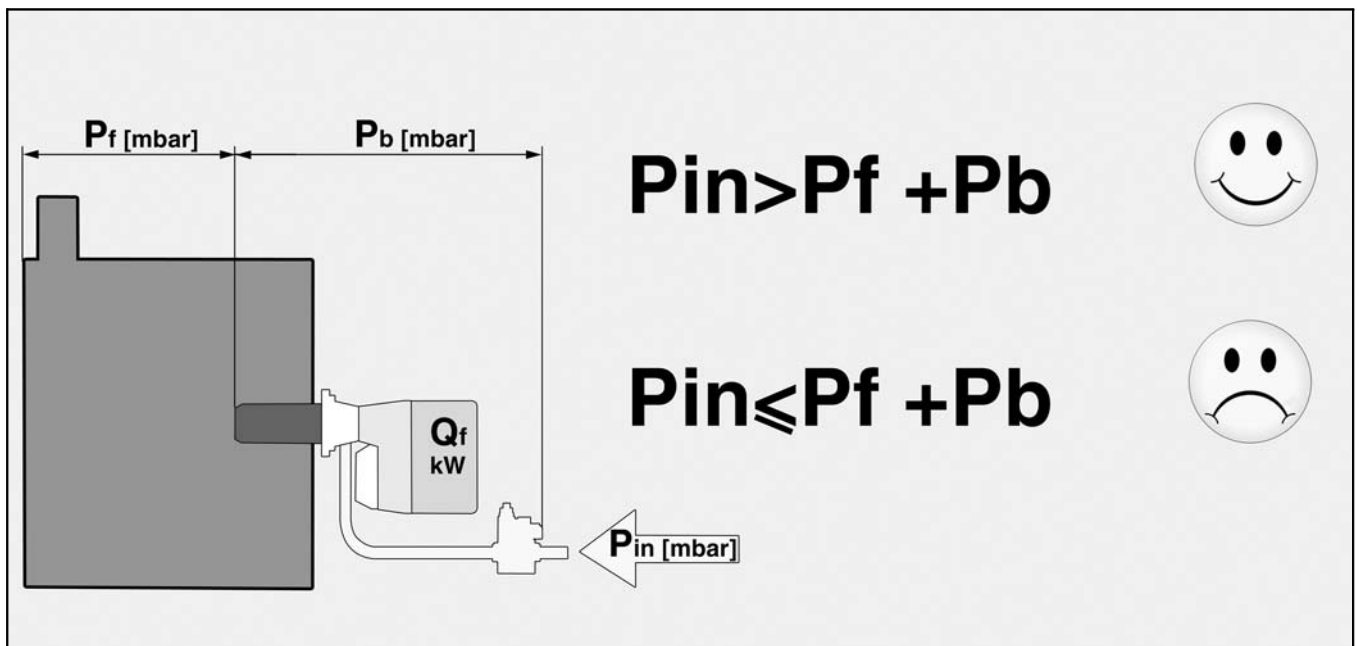 Pf [mbar]
Pb [mbar]
Pin>Pf +Pb
Pin⩽Pf +Pb
Qf
kW
Pin [mbar]